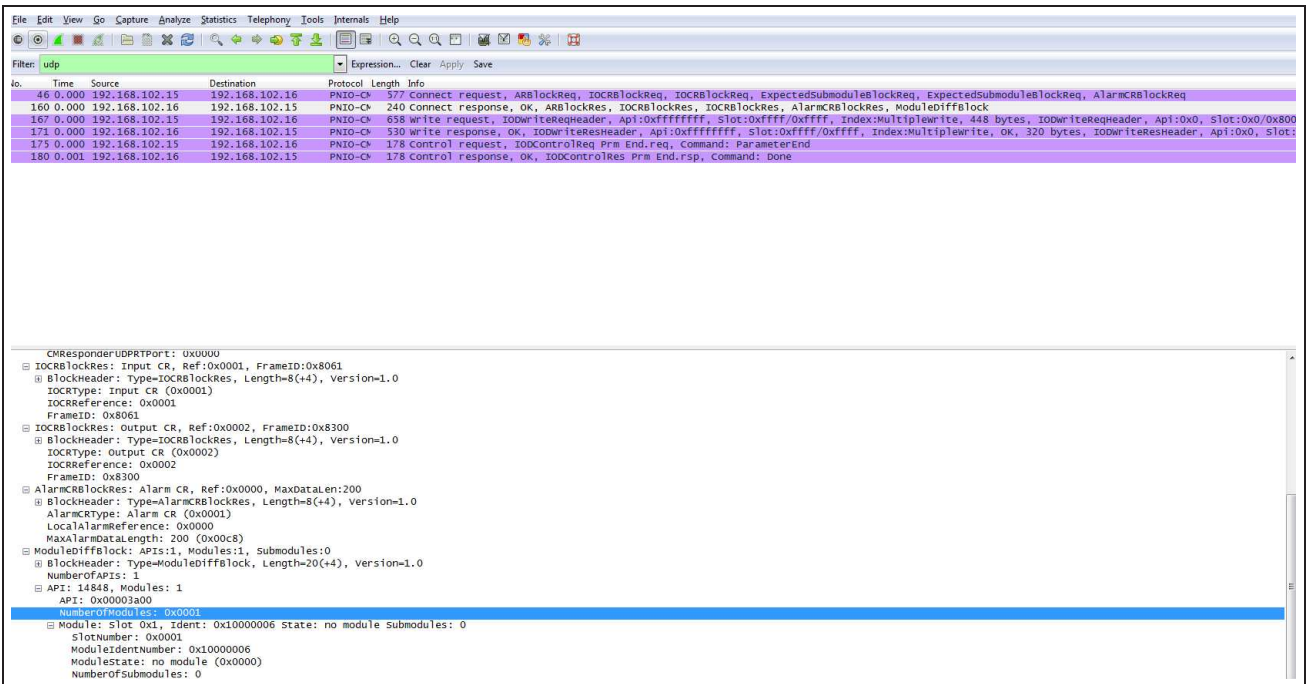 File Edit View Go Capture Analyze Statistics Telephony Tools Internals Help
Filter: udp Expression... Clear Apply Save
No. Time Source Destination Protocol Length Info
46 0.000 192.168.102.15 192.168.102.16 PNIO-CM 577 Connect request, ARBlockReq, IOCRBlockReq, IOCRBlockReq, ExpectedSubmoduleBlockReq, ExpectedSubmoduleBlockReq, AlarmCRBlockReq
160 0.000 192.168.102.16 192.168.102.15 PNIO-CM 240 Connect response, OK, ARBlockRes, IOCRBlockRes, IOCRBlockRes, AlarmCRBlockRes, ModuleDiffBlock
167 0.000 192.168.102.15 192.168.102.16 PNIO-CM 658 Write request, IODWriteReqHeader, Api:0xffffffff, Slot:0xffff/0xffff, Index:MultipleWrite, 448 bytes, IODWriteReqHeader, Api:0x0, Slot:0x0/0x800
171 0.000 192.168.102.16 192.168.102.15 PNIO-CM 530 Write response, OK, IODWriteResHeader, Api:0xffffffff, Slot:0xffff/0xffff, Index:MultipleWrite, OK, 320 bytes, IODWriteResHeader, Api:0x0, Slot:
175 0.000 192.168.102.15 192.168.102.16 PNIO-CM 178 Control request, IODControlReq Prm End.req, Command: ParameterEnd
180 0.001 192.168.102.16 192.168.102.15 PNIO-CM 178 Control response, OK, IODControlRes Prm End.rsp, Command: Done
CMResponderUDPRTPort: 0x0000
IOCRBlockRes: Input CR, Ref:0x0001, FrameID:0x8061
BlockHeader: Type=IOCRBlockRes, Length=8(+4), Version=1.0
IOCRType: Input CR (0x0001)
IOCRReference: 0x0001
FrameID: 0x8061
IOCRBlockRes: Output CR, Ref:0x0002, FrameID:0x8300
BlockHeader: Type=IOCRBlockRes, Length=8(+4), Version=1.0
IOCRType: Output CR (0x0002)
IOCRReference: 0x0002
FrameID: 0x8300
AlarmCRBlockRes: Alarm CR, Ref:0x0000, MaxDataLen:200
BlockHeader: Type=AlarmCRBlockRes, Length=8(+4), Version=1.0
AlarmCRType: Alarm CR (0x0001)
LocalAlarmReference: 0x0000
MaxAlarmDataLength: 200 (0x00c8)
ModuleDiffBlock: APIs:1, Modules:1, Submodules:0
BlockHeader: Type=ModuleDiffBlock, Length=20(+4), Version=1.0
NumberOfAPIs: 1
API: 14848, Modules: 1
API: 0x00003a00
NumberOfModules: 0x0001
Module: Slot 0x1, Ident: 0x10000006 State: no module Submodules: 0
SlotNumber: 0x0001
ModuleIdentNumber: 0x10000006
ModuleState: no module (0x0000)
NumberOfSubmodules: 0